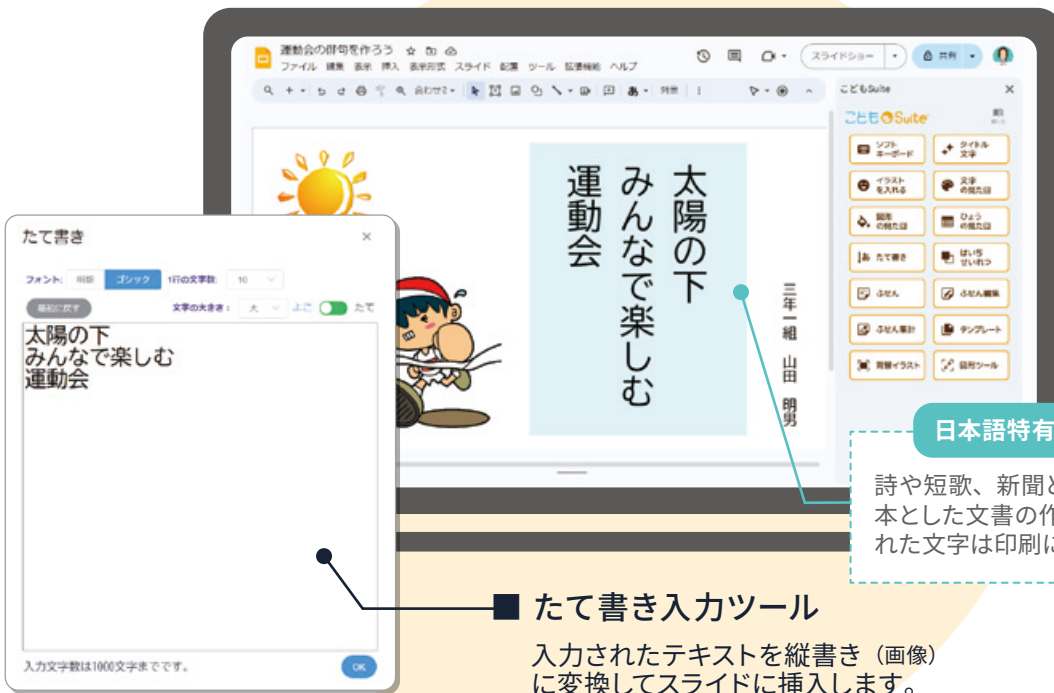 運動会の俳句を作ろう
ファイル 編集 表示 挿入 表示形式 スライド 配置 ツール 拡張機能 ヘルプ
スライドショー
共有
合わせる
あ
背景
こどもSuite
×
こどもSuite
ソフト
キーボード
タイトル
文字
イラスト
を入れる
文字
の見た目
図形
の見た目
ひょう
の見た目
たて書き
はいち
せいれつ
ふせん
ふせん編集
ふせん集計
テンプレート
背景イラスト
図形ツール
太陽の下
みんなで楽しむ
運動会
三年一組 山田 明男
たて書き
×
フォント: 明朝 ゴシック 1行の文字数: 10
最初に戻す 文字の大きさ: 大 よこ たて
太陽の下
みんなで楽しむ
運動会
入力文字数は1000文字までです。
OK
日本語特有
詩や短歌、新聞と
本とした文書の作
れた文字は印刷に
■ たて書き入力ツール
入力されたテキストを縦書き（画像）
に変換してスライドに挿入します。